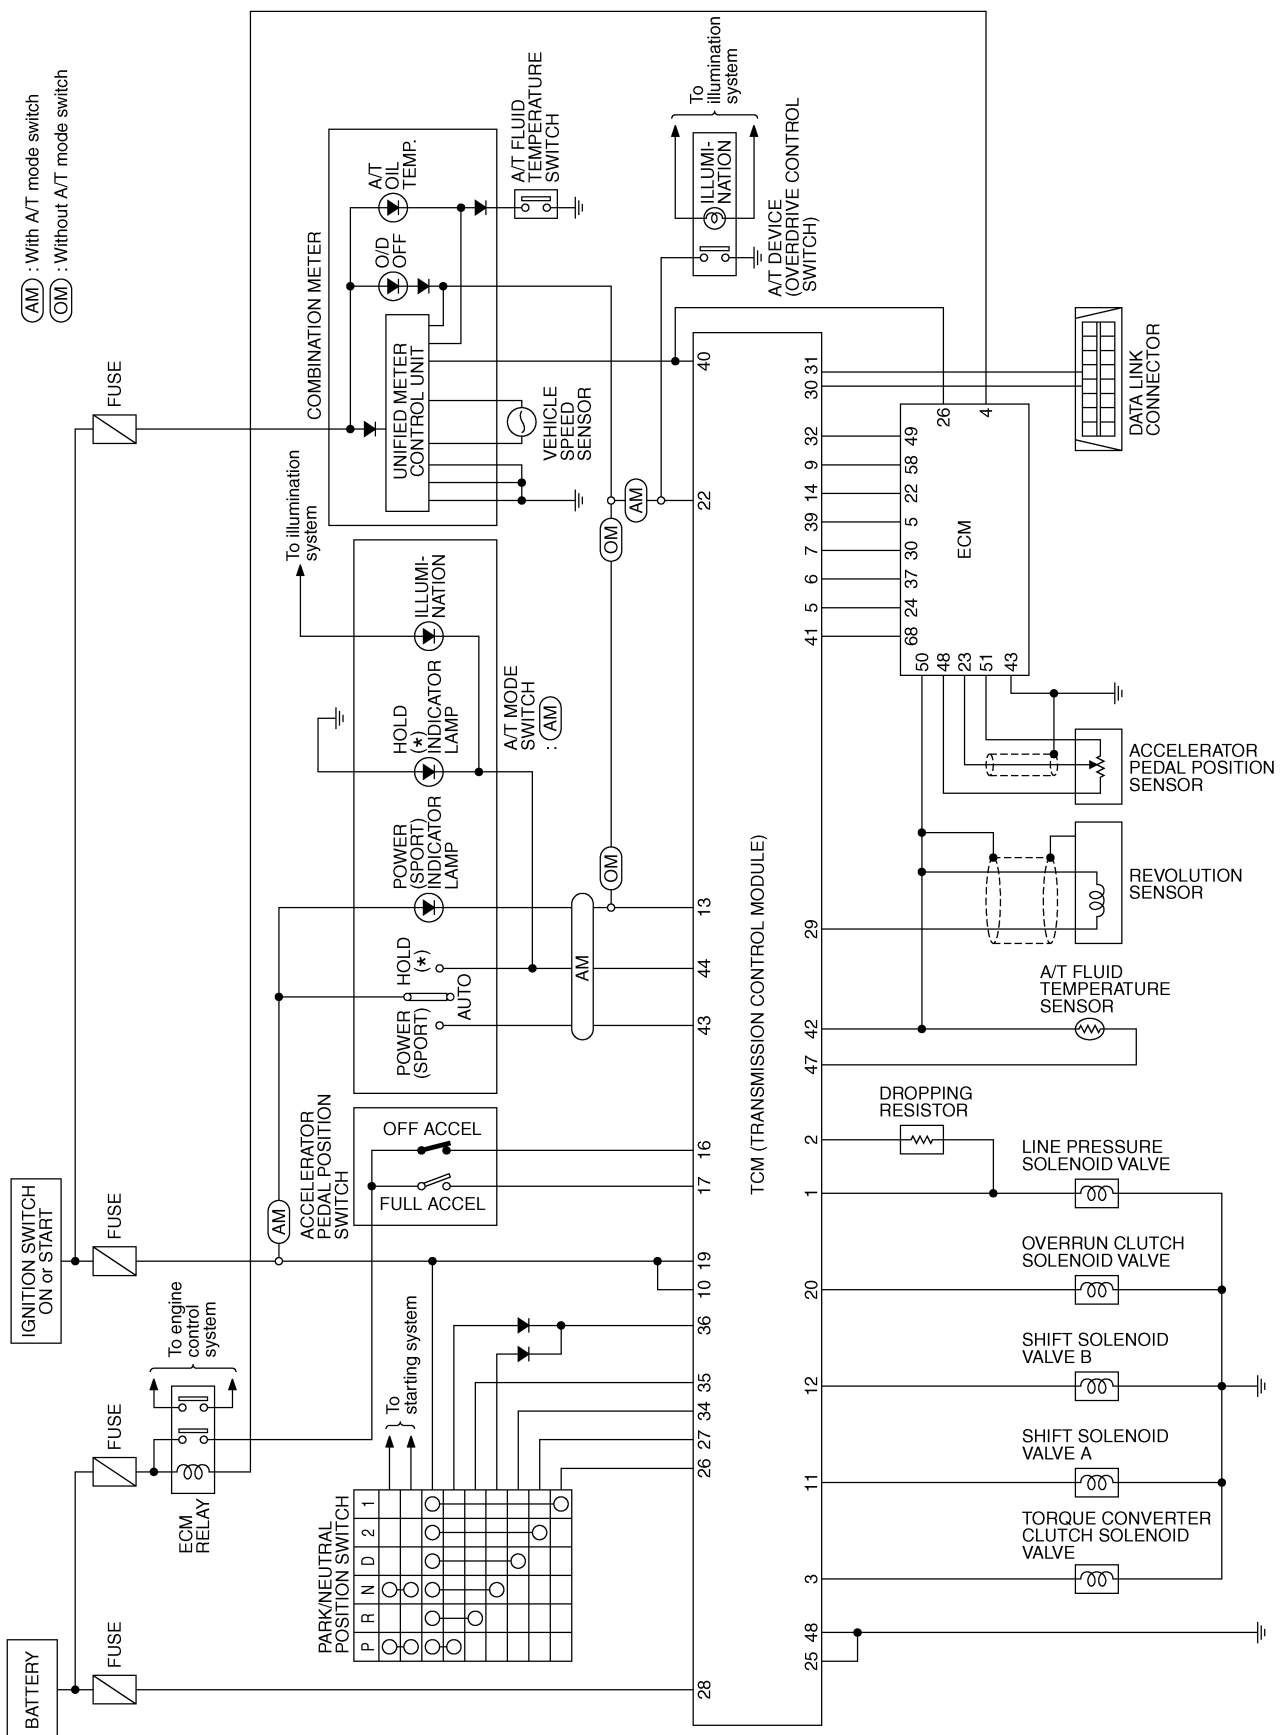 AM : With A/T mode switch
OM : Without A/T mode switch
To
illumination
system
A/T FLUID
TEMPERATURE
SWITCH
A/T
OIL
TEMP.
ILLUMI-
NATION
O/D
OFF
COMBINATION METER
A/T DEVICE
(OVERDRIVE CONTROL
SWITCH)
UNIFIED METER
CONTROL UNIT
FUSE
VEHICLE
SPEED
SENSOR
40
31
30
26
4
DATA LINK
CONNECTOR
To illumination
system
AM
OM
22
32
9
14
39
7
6
5
41
49
58
22
5
30
37
24
68
ECM
50
48
23
51
43
ILLUMI-
NATION
HOLD
(*)
INDICATOR
LAMP
A/T MODE
SWITCH
: AM
ACCELERATOR
PEDAL POSITION
SENSOR
POWER
(SPORT)
INDICATOR
LAMP
OM
13
REVOLUTION
SENSOR
29
HOLD
(*)
AUTO
POWER
(SPORT)
AM
44
43
TCM (TRANSMISSION CONTROL MODULE)
A/T FLUID
TEMPERATURE
SENSOR
42
47
DROPPING
RESISTOR
2
OFF ACCEL
FULL ACCEL
ACCELERATOR
PEDAL POSITION
SWITCH
16
17
LINE PRESSURE
SOLENOID VALVE
1
IGNITION SWITCH
ON or START
FUSE
AM
19
10
OVERRUN CLUTCH
SOLENOID VALVE
20
To engine
control
system
To
starting system
36
35
34
27
26
SHIFT SOLENOID
VALVE B
12
FUSE
ECM
RELAY
SHIFT SOLENOID
VALVE A
11
PARK/NEUTRAL
POSITION SWITCH
1
2
D
N
R
P
TORQUE CONVERTER
CLUTCH SOLENOID
VALVE
3
48
25
BATTERY
FUSE
28